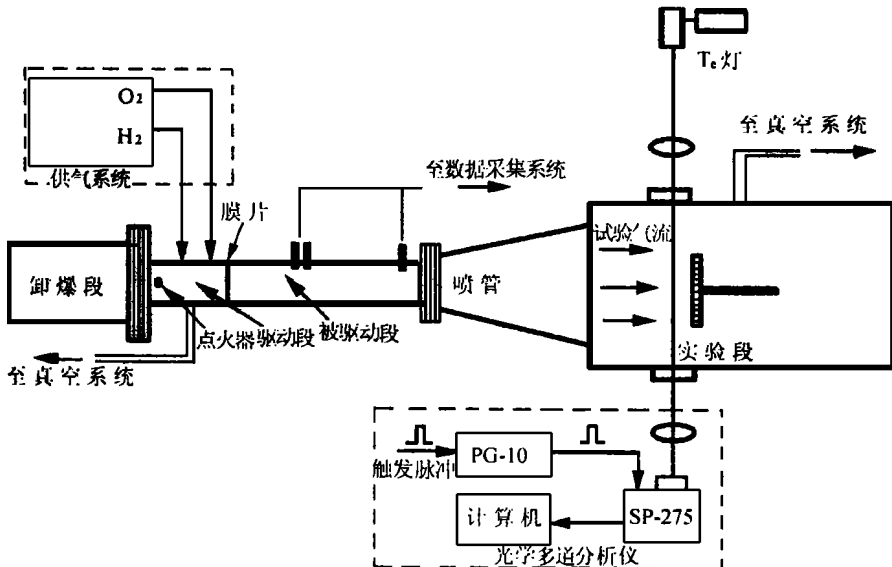 Te灯
O2
H2
供气系统
至真空系统
至数据采集系统
膜片
卸爆段
喷管
试验气流
点火器
驱动段
被驱动段
至真空系统
实验段
触发脉冲
PG-10
计算机
SP-275
光学多道分析仪